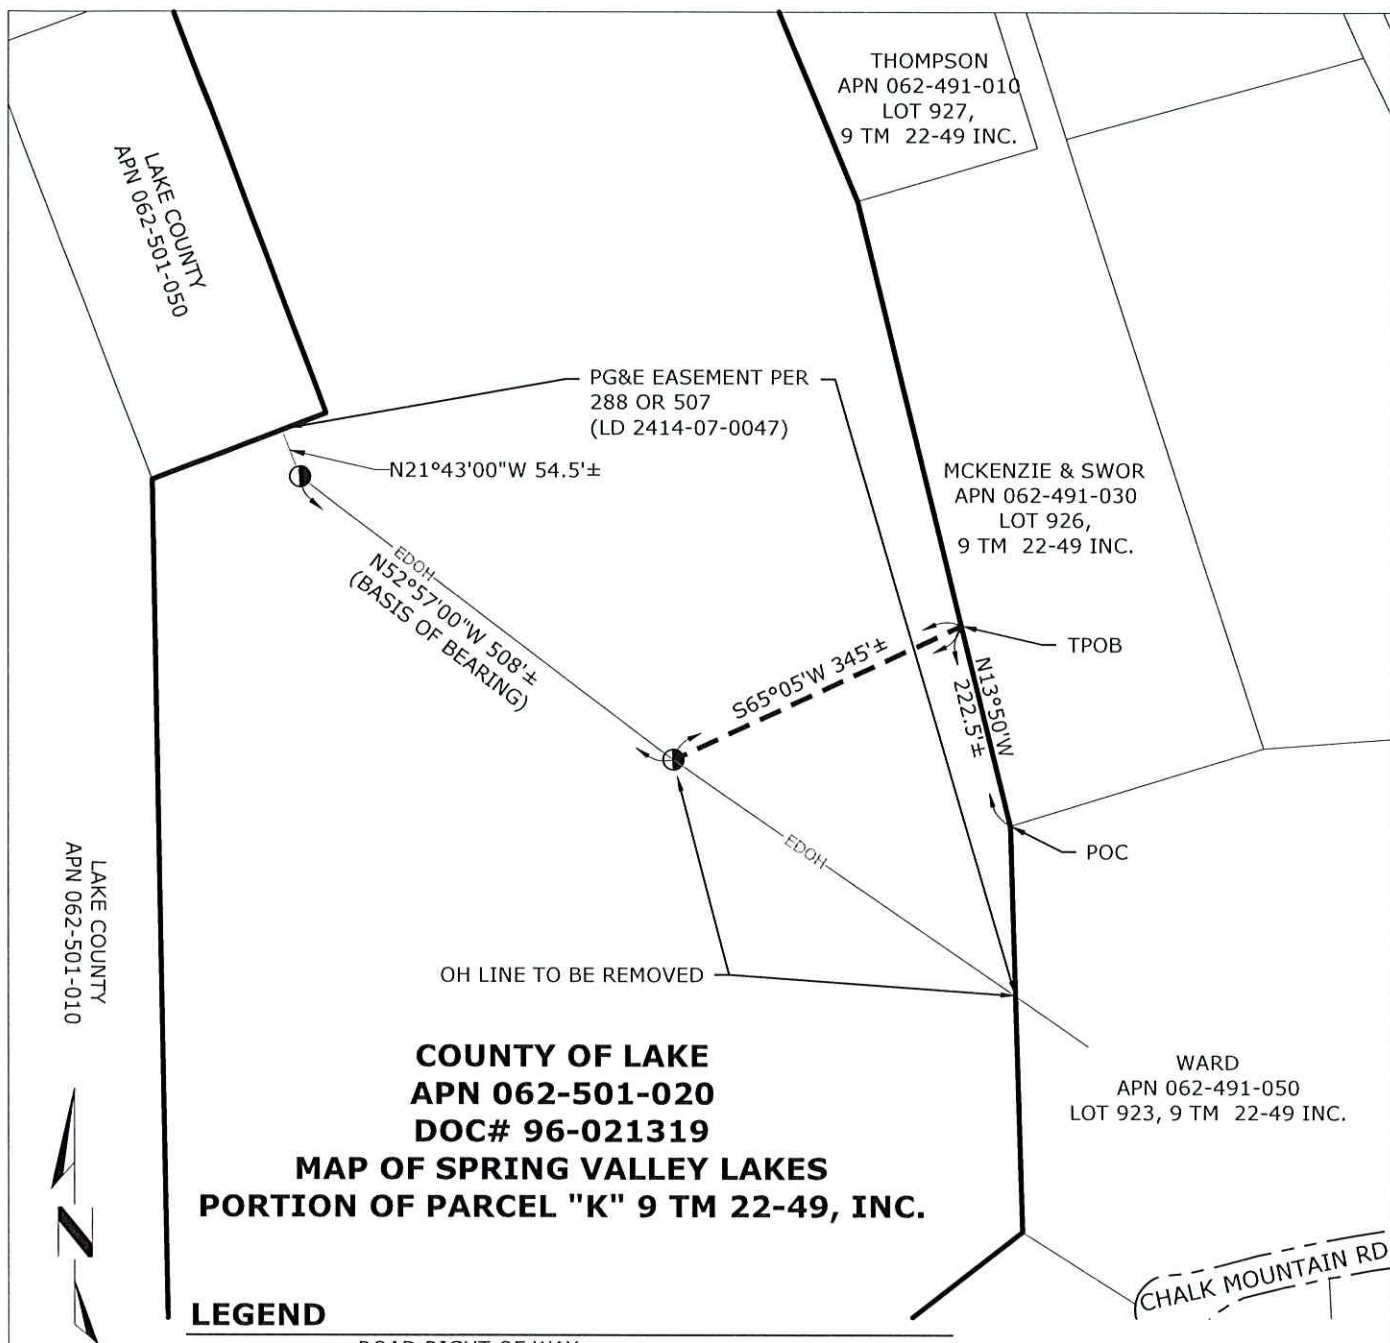 THOMPSON
APN 062-491-010
LOT 927,
9 TM 22-49 INC.
LAKE COUNTY
APN 062-501-050
PG&E EASEMENT PER
288 OR 507
(LD 2414-07-0047)
N21°43'00"W 54.5'±
MCKENZIE & SWOR
APN 062-491-030
LOT 926,
9 TM 22-49 INC.
EDOH
N52°57'00"W 508'±
(BASIS OF BEARING)
TPOB
S65°05'W 345'±
N13°50'W
222.5'±
EDOH
POC
LAKE COUNTY
APN 062-501-010
OH LINE TO BE REMOVED
COUNTY OF LAKE
APN 062-501-020
DOC# 96-021319
MAP OF SPRING VALLEY LAKES
PORTION OF PARCEL "K" 9 TM 22-49, INC.
WARD
APN 062-491-050
LOT 923, 9 TM 22-49 INC.
N
CHALK MOUNTAIN RD
LEGEND
ROAD RIGHT OF WAY